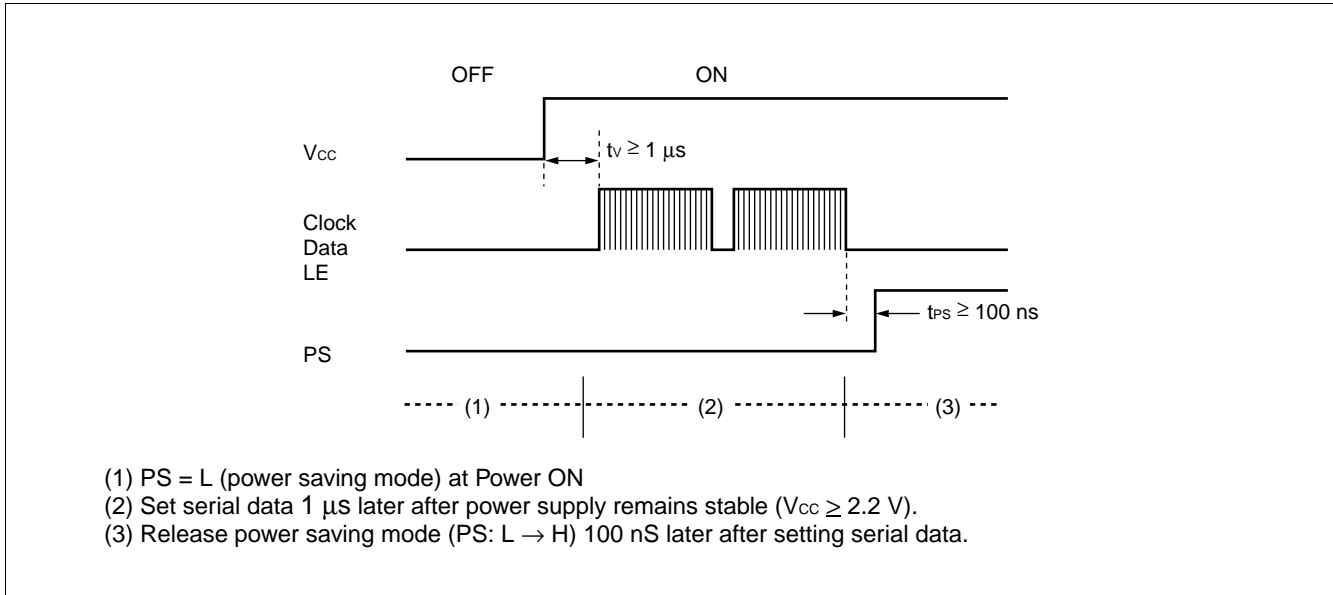 OFF ON
VCC
tV ≥ 1 μs
Clock
Data
LE
tPS ≥ 100 ns
PS
(1) (2) (3)
(1) PS = L (power saving mode) at Power ON
(2) Set serial data 1 μs later after power supply remains stable (VCC ≥ 2.2 V).
(3) Release power saving mode (PS: L → H) 100 nS later after setting serial data.